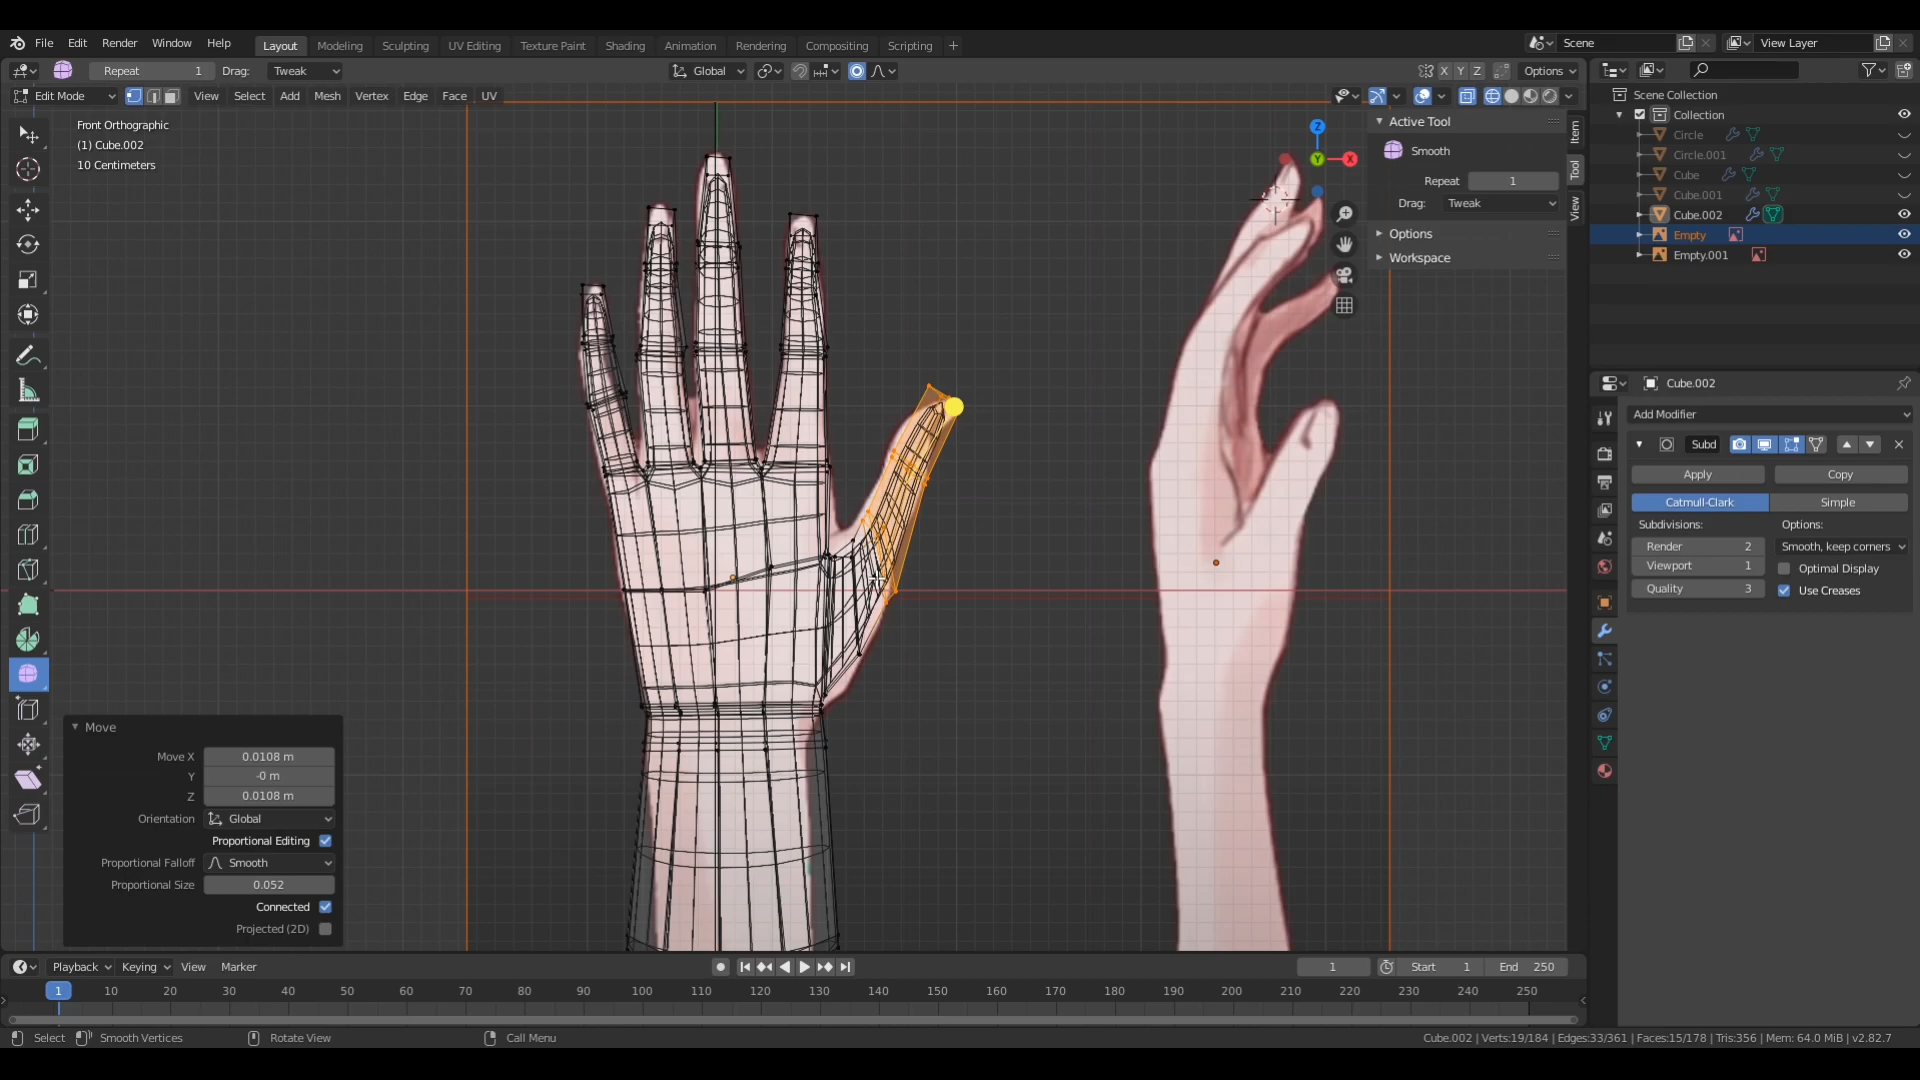 File Edit Render Window Help Layout Modeling Sculpting UV Editing Texture Paint Shading Animation Rendering Compositing Scripting + Scene View Layer
Repeat 1 Drag: Tweak Global X Y Z Options
Edit Mode View Select Add Mesh Vertex Edge Face UV
Front Orthographic
(1) Cube.002
10 Centimeters
Z
X
Y
Active Tool
Smooth
Repeat 1
Drag: Tweak
Options
Workspace
Item
Tool
View
Scene Collection
Collection
Circle
Circle.001
Cube
Cube.001
Cube.002
Empty
Empty.001
Cube.002
Add Modifier
Subd
Apply Copy
Catmull-Clark Simple
Subdivisions: Options:
Render 2 Smooth, keep corners
Viewport 1 Optimal Display
Quality 3 Use Creases
Move
Move X 0.0108 m
Y -0 m
Z 0.0108 m
Orientation Global
Proportional Editing
Proportional Falloff Smooth
Proportional Size 0.052
Connected
Projected (2D)
Playback Keying View Marker 1 Start 1 End 250
1 10 20 30 40 50 60 70 80 90 100 110 120 130 140 150 160 170 180 190 200 210 220 230 240 250
Select Smooth Vertices Rotate View Call Menu Cube.002 | Verts:19/184 | Edges:33/361 | Faces:15/178 | Tris:356 | Mem: 64.0 MiB | v2.82.7